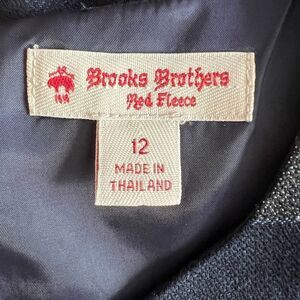 Brooks Brothers
Red Fleece
12
MADE IN
THAILAND